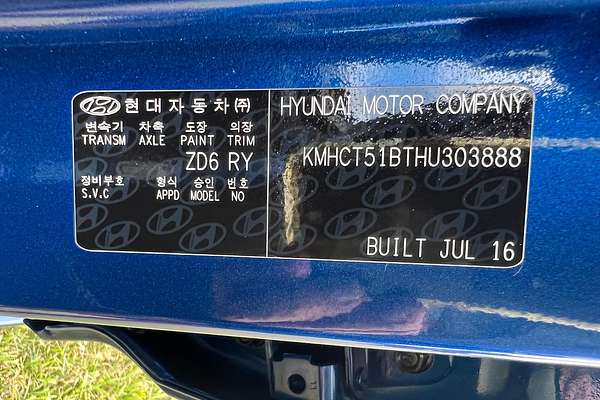 현대자동차(주)
변속기 차축 도장 의장
TRANSM AXLE PAINT TRIM
ZD6 RY
정비부호 형식 승인 번호
S.V.C APPD MODEL NO
HYUNDAI MOTOR COMPANY
KMHCT51BTHU303888
BUILT JUL 16